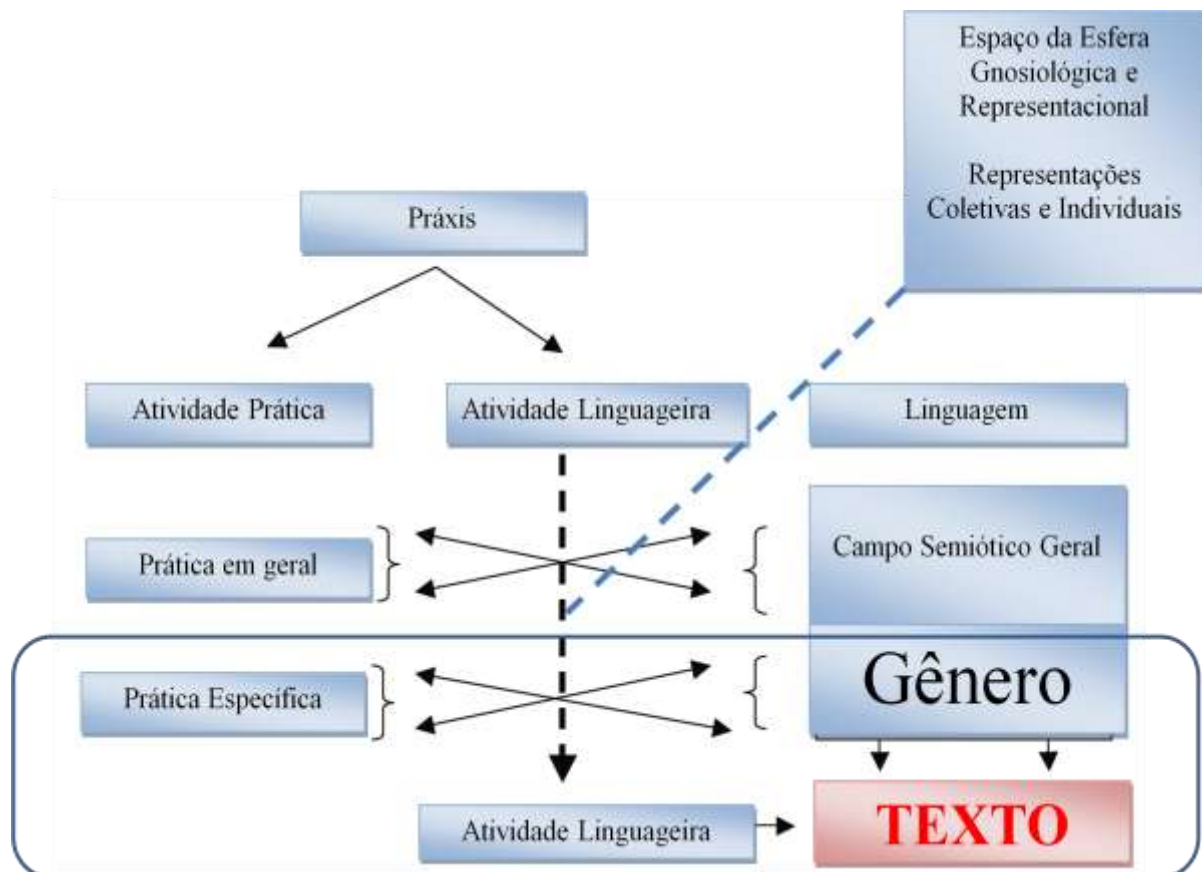 Espaço da Esfera
Gnosiológica e
Representacional
Representações
Coletivas e Individuais
Práxis
Atividade Prática
Atividade Linguageira
Linguagem
Prática em geral
Campo Semiótico Geral
Prática Específica
Gênero
Atividade Linguageira
TEXTO